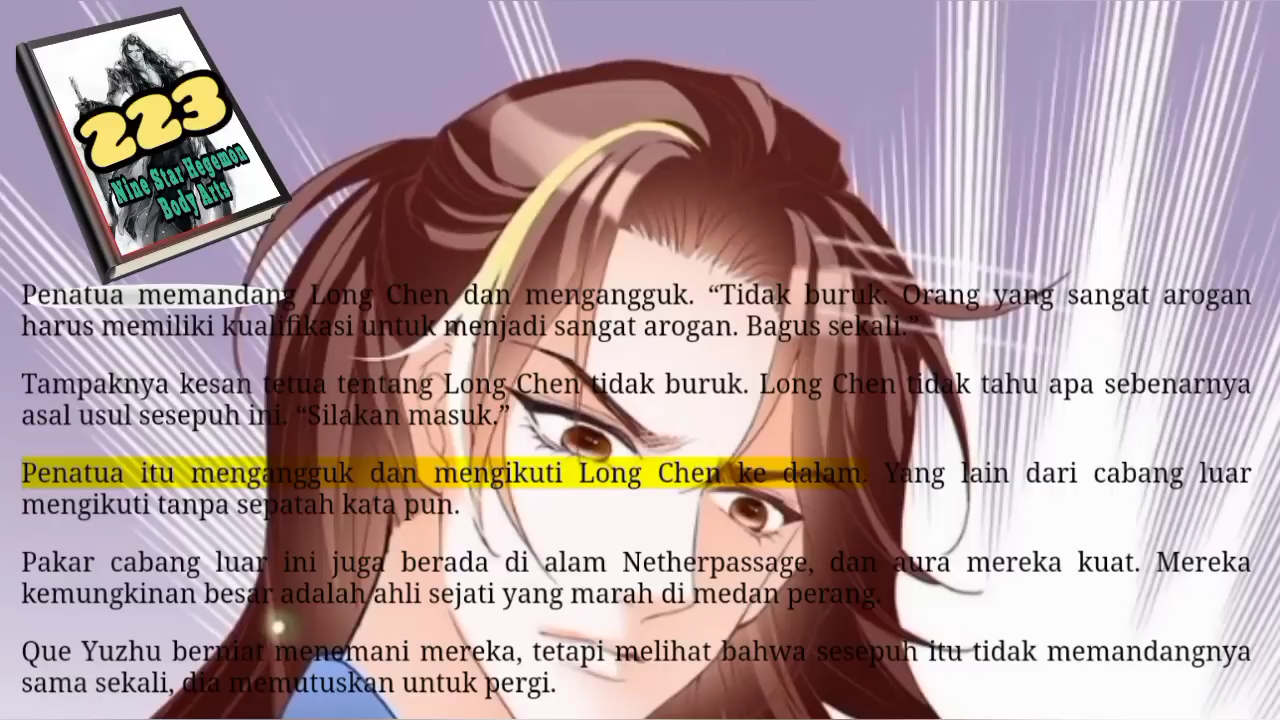 223
Nine Star Hegemon
Body Arts
Penatua memandang Long Chen dan mengangguk. “Tidak buruk. Orang yang sangat arogan
harus memiliki kualifikasi untuk menjadi sangat arogan. Bagus sekali.”
Tampaknya kesan tetua tentang Long Chen tidak buruk. Long Chen tidak tahu apa sebenarnya
asal usul sesepuh ini. “Silakan masuk.”
Penatua itu mengangguk dan mengikuti Long Chen ke dalam. Yang lain dari cabang luar
mengikuti tanpa sepatah kata pun.
Pakar cabang luar ini juga berada di alam Netherpassage, dan aura mereka kuat. Mereka
kemungkinan besar adalah ahli sejati yang marah di medan perang.
Que Yuzhu berniat menemani mereka, tetapi melihat bahwa sesepuh itu tidak memandangnya
sama sekali, dia memutuskan untuk pergi.